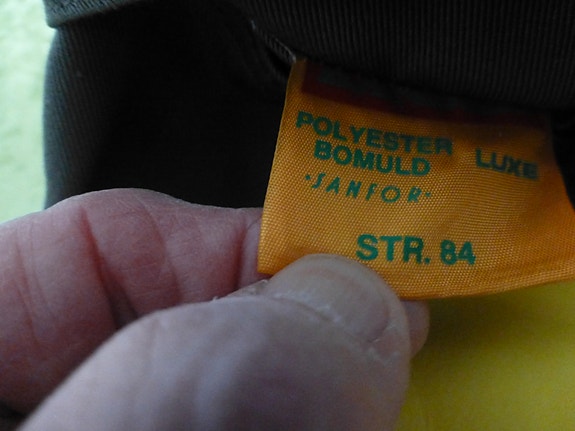 POLYESTER LUXE
BOMULD
·SANFOR·
STR. 84